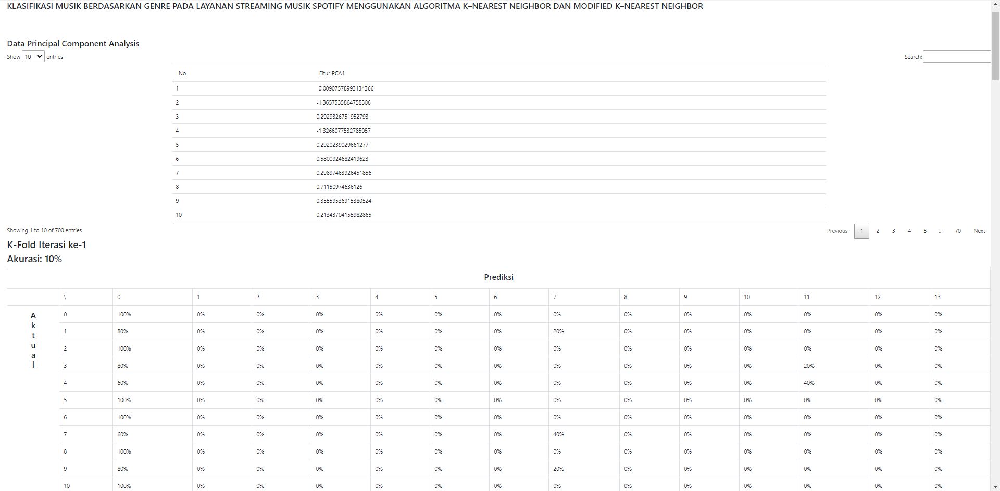 KLASIFIKASI MUSIK BERDASARKAN GENRE PADA LAYANAN STREAMING MUSIK SPOTIFY MENGGUNAKAN ALGORITMA K–NEAREST NEIGHBOR DAN MODIFIED K–NEAREST NEIGHBOR
Data Principal Component Analysis
Show 10 entries Search:
No Fitur PCA1
1 -0.00907578993134366
2 -1.3657535864758306
3 0.2929326751952793
4 -1.3266077532785057
5 0.2920239029661277
6 0.5800924682419623
7 0.29897463926451856
8 0.71150974636126
9 0.35559536915380524
10 0.21343704155982865
Showing 1 to 10 of 700 entries Previous 1 2 3 4 5 ... 70 Next
K-Fold Iterasi ke-1
Akurasi: 10%
Prediksi
\ 0 1 2 3 4 5 6 7 8 9 10 11 12 13
Aktual
0 100% 0% 0% 0% 0% 0% 0% 0% 0% 0% 0% 0% 0% 0%
1 80% 0% 0% 0% 0% 0% 0% 20% 0% 0% 0% 0% 0% 0%
2 100% 0% 0% 0% 0% 0% 0% 0% 0% 0% 0% 0% 0% 0%
3 80% 0% 0% 0% 0% 0% 0% 0% 0% 0% 0% 20% 0% 0%
4 60% 0% 0% 0% 0% 0% 0% 0% 0% 0% 0% 40% 0% 0%
5 100% 0% 0% 0% 0% 0% 0% 0% 0% 0% 0% 0% 0% 0%
6 100% 0% 0% 0% 0% 0% 0% 0% 0% 0% 0% 0% 0% 0%
7 60% 0% 0% 0% 0% 0% 0% 40% 0% 0% 0% 0% 0% 0%
8 100% 0% 0% 0% 0% 0% 0% 0% 0% 0% 0% 0% 0% 0%
9 80% 0% 0% 0% 0% 0% 0% 20% 0% 0% 0% 0% 0% 0%
10 100% 0% 0% 0% 0% 0% 0% 0% 0% 0% 0% 0% 0% 0%